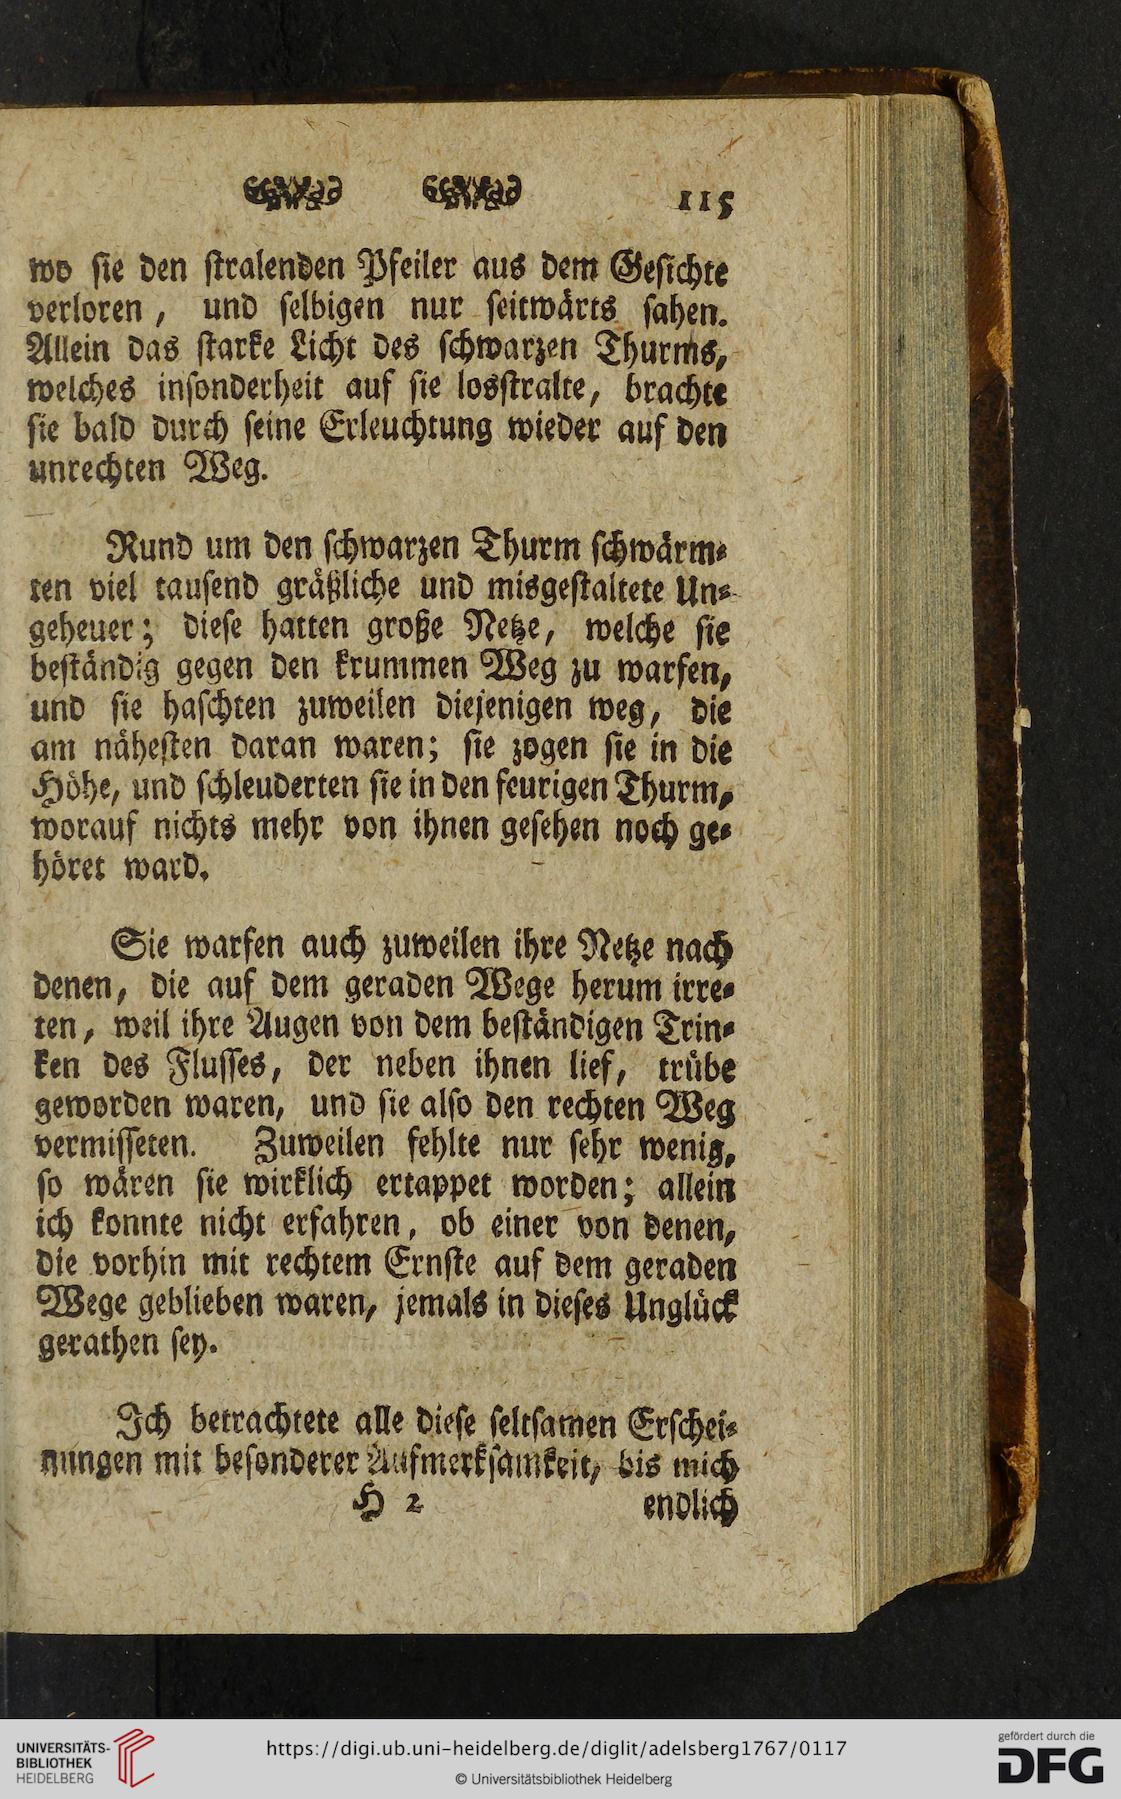 115
wo ſie den ſtralenden Pfeiler aus dem Geſichte
verloren, und ſelbigen nur ſeitwärts ſahen.
Allein das ſtarke Licht des ſchwarzen Thurms,
welches inſonderheit auf ſie losſtralte, brachte
ſie bald durch ſeine Erleuchtung wieder auf den
unrechten Weg.
Rund um den ſchwarzen Thurm ſchwärm⸗
ten viel tauſend gräßliche und misgeſtaltete Un⸗
geheuer; dieſe hatten große Netze, welche ſie
beſtändig gegen den krummen Weg zu warfen,
und ſie haſchten zuweilen diejenigen weg, die
am näheſten daran waren; ſie zogen ſie in die
Höhe, und ſchleuderten ſie in den feurigen Thurm,
worauf nichts mehr von ihnen geſehen noch ge⸗
höret ward.
Sie warfen auch zuweilen ihre Netze nach
denen, die auf dem geraden Wege herum irre⸗
ten, weil ihre Augen von dem beſtändigen Trin⸗
ken des Fluſſes, der neben ihnen lief, trübe
geworden waren, und ſie alſo den rechten Weg
vermiſſeten. Zuweilen fehlte nur ſehr wenig,
ſo wären ſie wirklich ertappet worden; allein
ich konnte nicht erfahren, ob einer von denen,
die vorhin mit rechtem Ernſte auf dem geraden
Wege geblieben waren, jemals in dieſes Unglück
gerathen ſey.
Ich betrachtete alle dieſe ſeltſamen Erſchei⸗
nungen mit beſonderer Aufmerkſamkeit, bis mich
H 2 endlich
UNIVERSITÄTS-
BIBLIOTHEK
HEIDELBERG
https://digi.ub.uni-heidelberg.de/diglit/adelsberg1767/0117
© Universitätsbibliothek Heidelberg
gefördert durch die
DFG